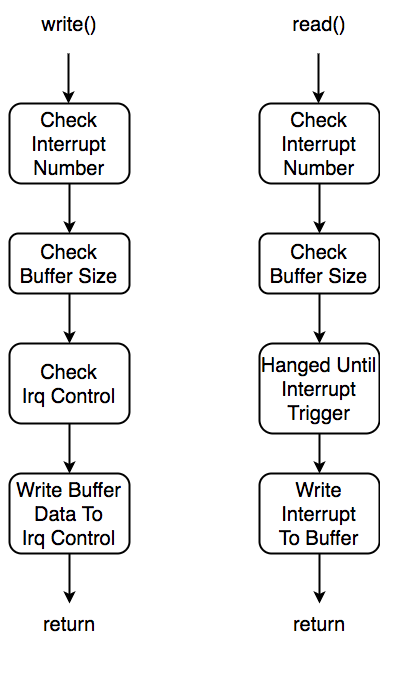 write()
Check
Interrupt
Number
Check
Buffer Size
Check
Irq Control
Write Buffer
Data To
Irq Control
return
read()
Check
Interrupt
Number
Check
Buffer Size
Hanged Until
Interrupt
Trigger
Write
Interrupt
To Buffer
return